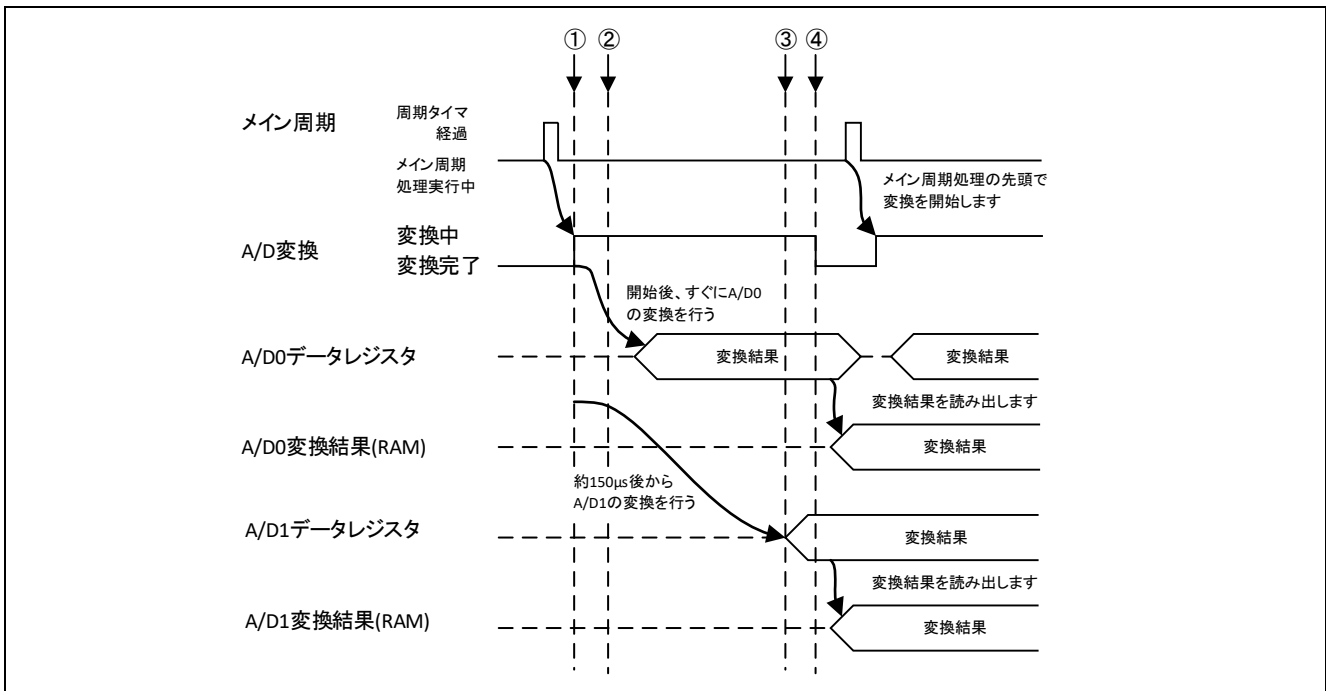 ① ② ③ ④
メイン周期
周期タイマ
経過
メイン周期
処理実行中
メイン周期処理の先頭で
変換を開始します
A/D変換
変換中
変換完了
開始後、すぐにA/D0
の変換を行う
A/D0データレジスタ
変換結果
変換結果
変換結果を読み出します
A/D0変換結果(RAM)
変換結果
約150μs後から
A/D1の変換を行う
A/D1データレジスタ
変換結果
変換結果を読み出します
A/D1変換結果(RAM)
変換結果